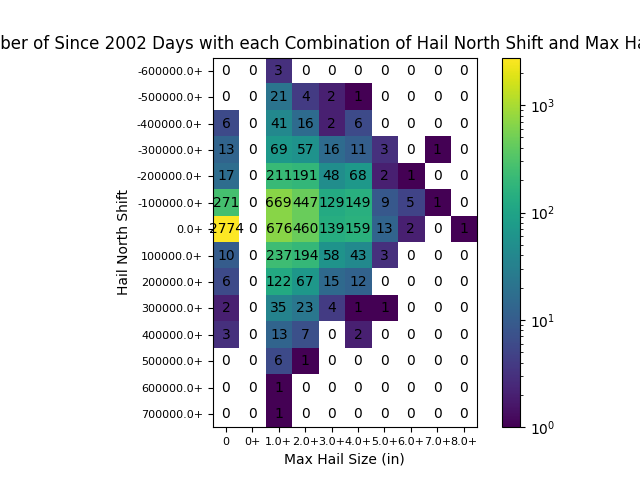 ber of Since 2002 Days with each Combination of Hail North Shift and Max Ha
-600000.0+ 0 0 3 0 0 0 0 0 0 0
-500000.0+ 0 0 21 4 2 1 0 0 0 0
-400000.0+ 6 0 41 16 2 6 0 0 0 0
-300000.0+ 13 0 69 57 16 11 3 0 1 0
-200000.0+ 17 0 211 191 48 68 2 1 0 0
-100000.0+ 271 0 669 447 129 149 9 5 1 0
0.0+ 2774 0 676 460 139 159 13 2 0 1
100000.0+ 10 0 237 194 58 43 3 0 0 0
200000.0+ 6 0 122 67 15 12 0 0 0 0
300000.0+ 2 0 35 23 4 1 1 0 0 0
400000.0+ 3 0 13 7 0 2 0 0 0 0
500000.0+ 0 0 6 1 0 0 0 0 0 0
600000.0+ 0 0 1 0 0 0 0 0 0 0
700000.0+ 0 0 1 0 0 0 0 0 0 0
0 0+ 1.0+ 2.0+ 3.0+ 4.0+ 5.0+ 6.0+ 7.0+ 8.0+
Max Hail Size (in)
Hail North Shift
10³
10²
10¹
10⁰